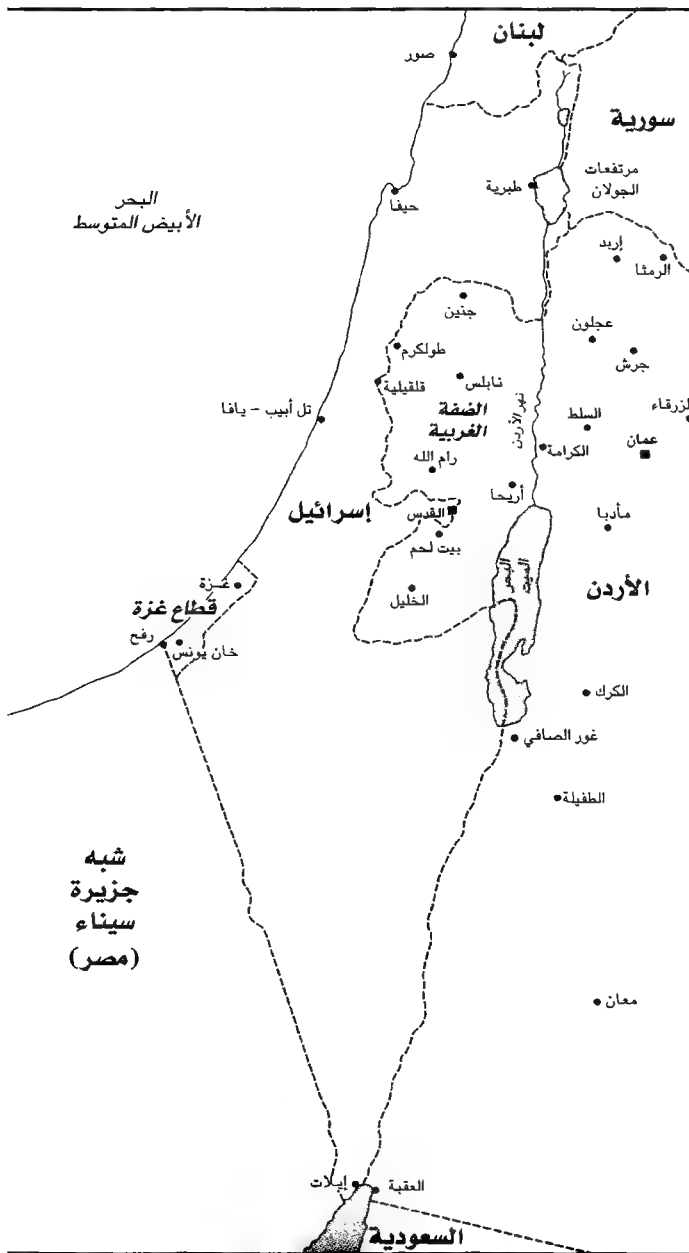 لبنان
صور
سورية
مرتفعات
الجولان
طبرية
حيفا
البحر
الأبيض المتوسط
إربد
الرمثا
جنين
عجلون
طولكرم
جرش
نابلس
قلقيلية
الزرقاء
الضفة
الغربية
نهر الأردن
السلط
تل أبيب - يافا
عمان
الكرامة
رام الله
أريحا
إسرائيل
القدس
مأدبا
بيت لحم
البحر
الميت
غزة
الخليل
الأردن
قطاع غزة
رفح
خان يونس
الكرك
غور الصافي
الطفيلة
شبه
جزيرة
سيناء
(مصر)
معان
إيلات
العقبة
السعودية